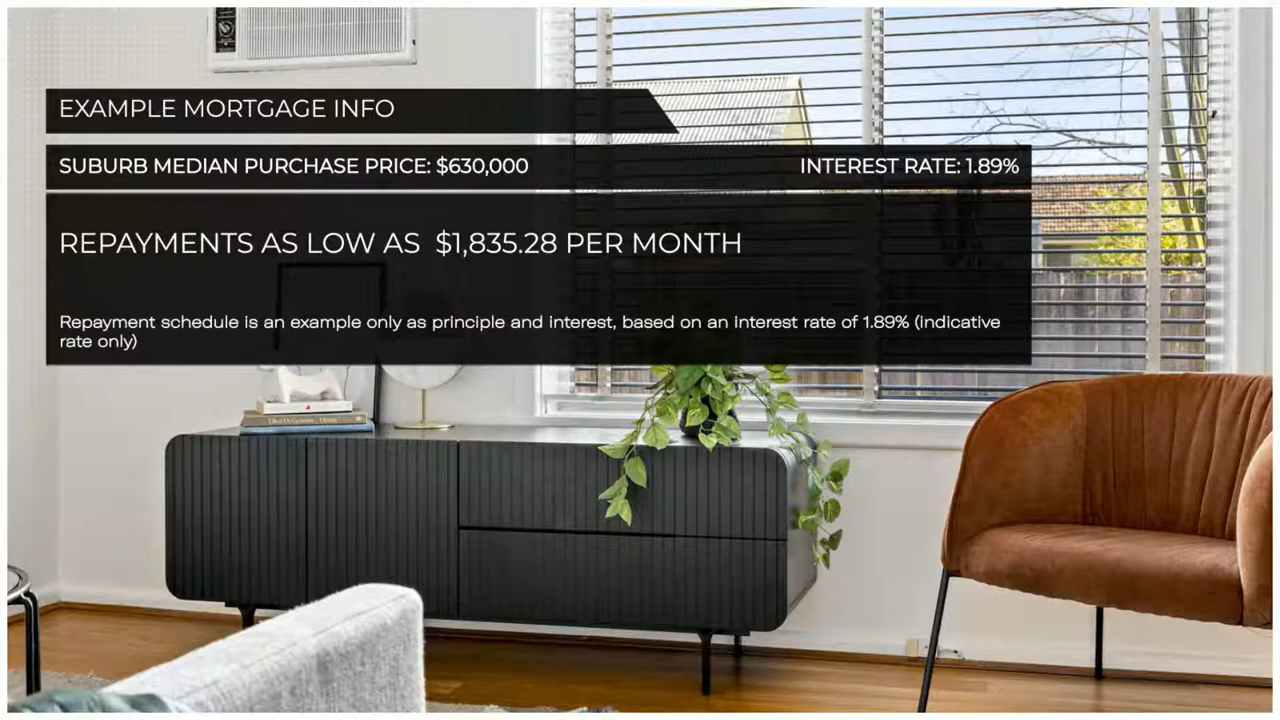 EXAMPLE MORTGAGE INFO
SUBURB MEDIAN PURCHASE PRICE: $630,000 INTEREST RATE: 1.89%
REPAYMENTS AS LOW AS $1,835.28 PER MONTH
Repayment schedule is an example only as principle and interest, based on an interest rate of 1.89% (indicative
rate only)